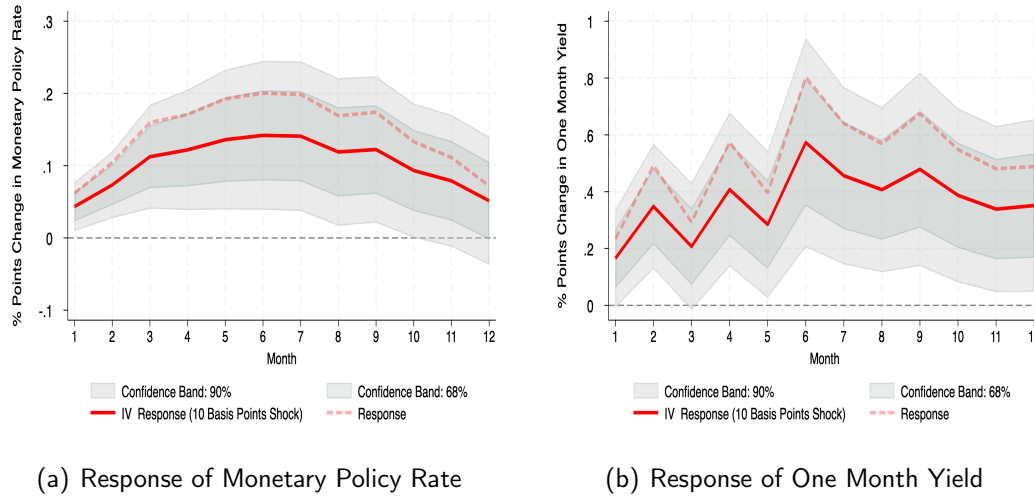 % Points Change in Monetary Policy Rate
.3
.2
.1
0
-.1
1 2 3 4 5 6 7 8 9 10 11 12
Month
Confidence Band: 90% Confidence Band: 68%
IV Response (10 Basis Points Shock) Response
(a) Response of Monetary Policy Rate
% Points Change in One Month Yield
1
.8
.6
.4
.2
0
1 2 3 4 5 6 7 8 9 10 11 1
Month
Confidence Band: 90% Confidence Band: 68%
IV Response (10 Basis Points Shock) Response
(b) Response of One Month Yield